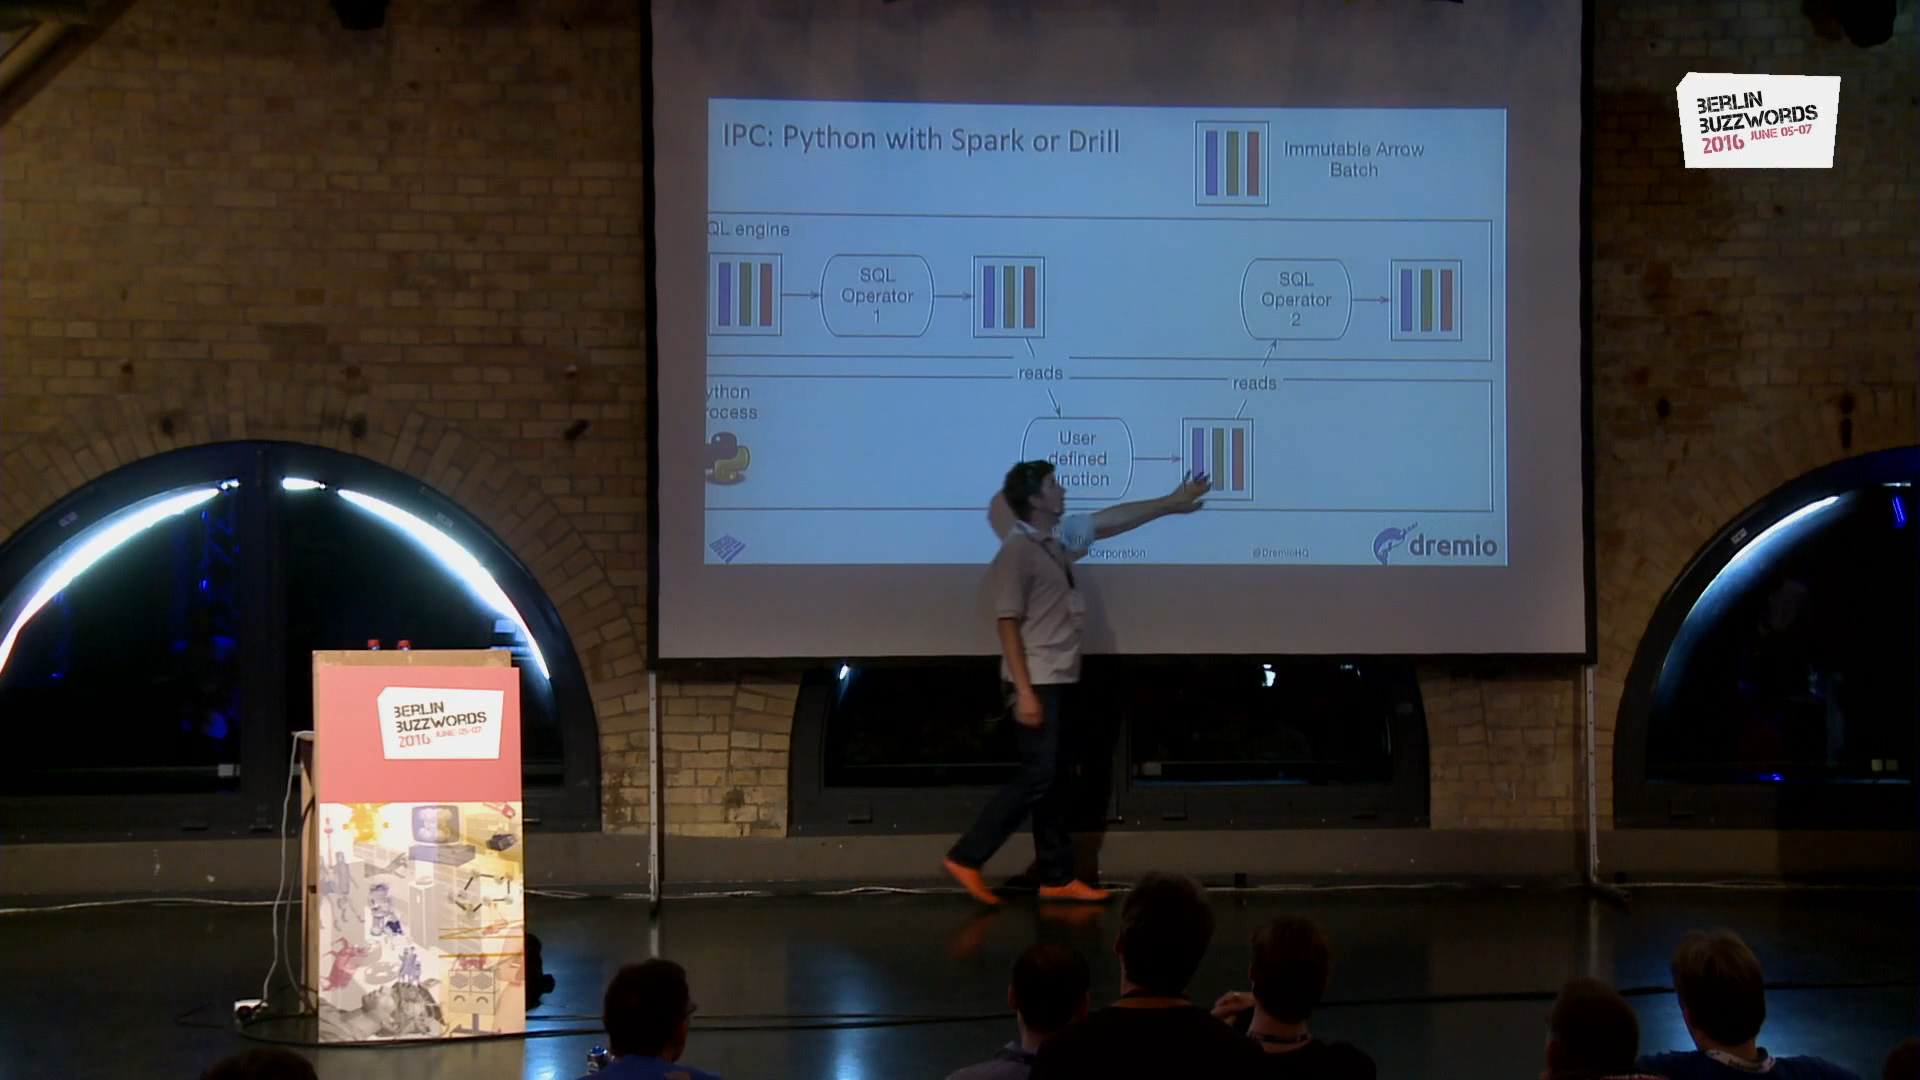 IPC: Python with Spark or Drill
Immutable Arrow
Batch
QL engine
SQL
Operator
1
SQL
Operator
2
reads
reads
ython
rocess
User
defined
unction
Corporation
@DremioHQ
dremio
BERLIN
BUZZWORDS
2016 JUNE 05-07
BERLIN
BUZZWORDS
2016 JUNE 05-07